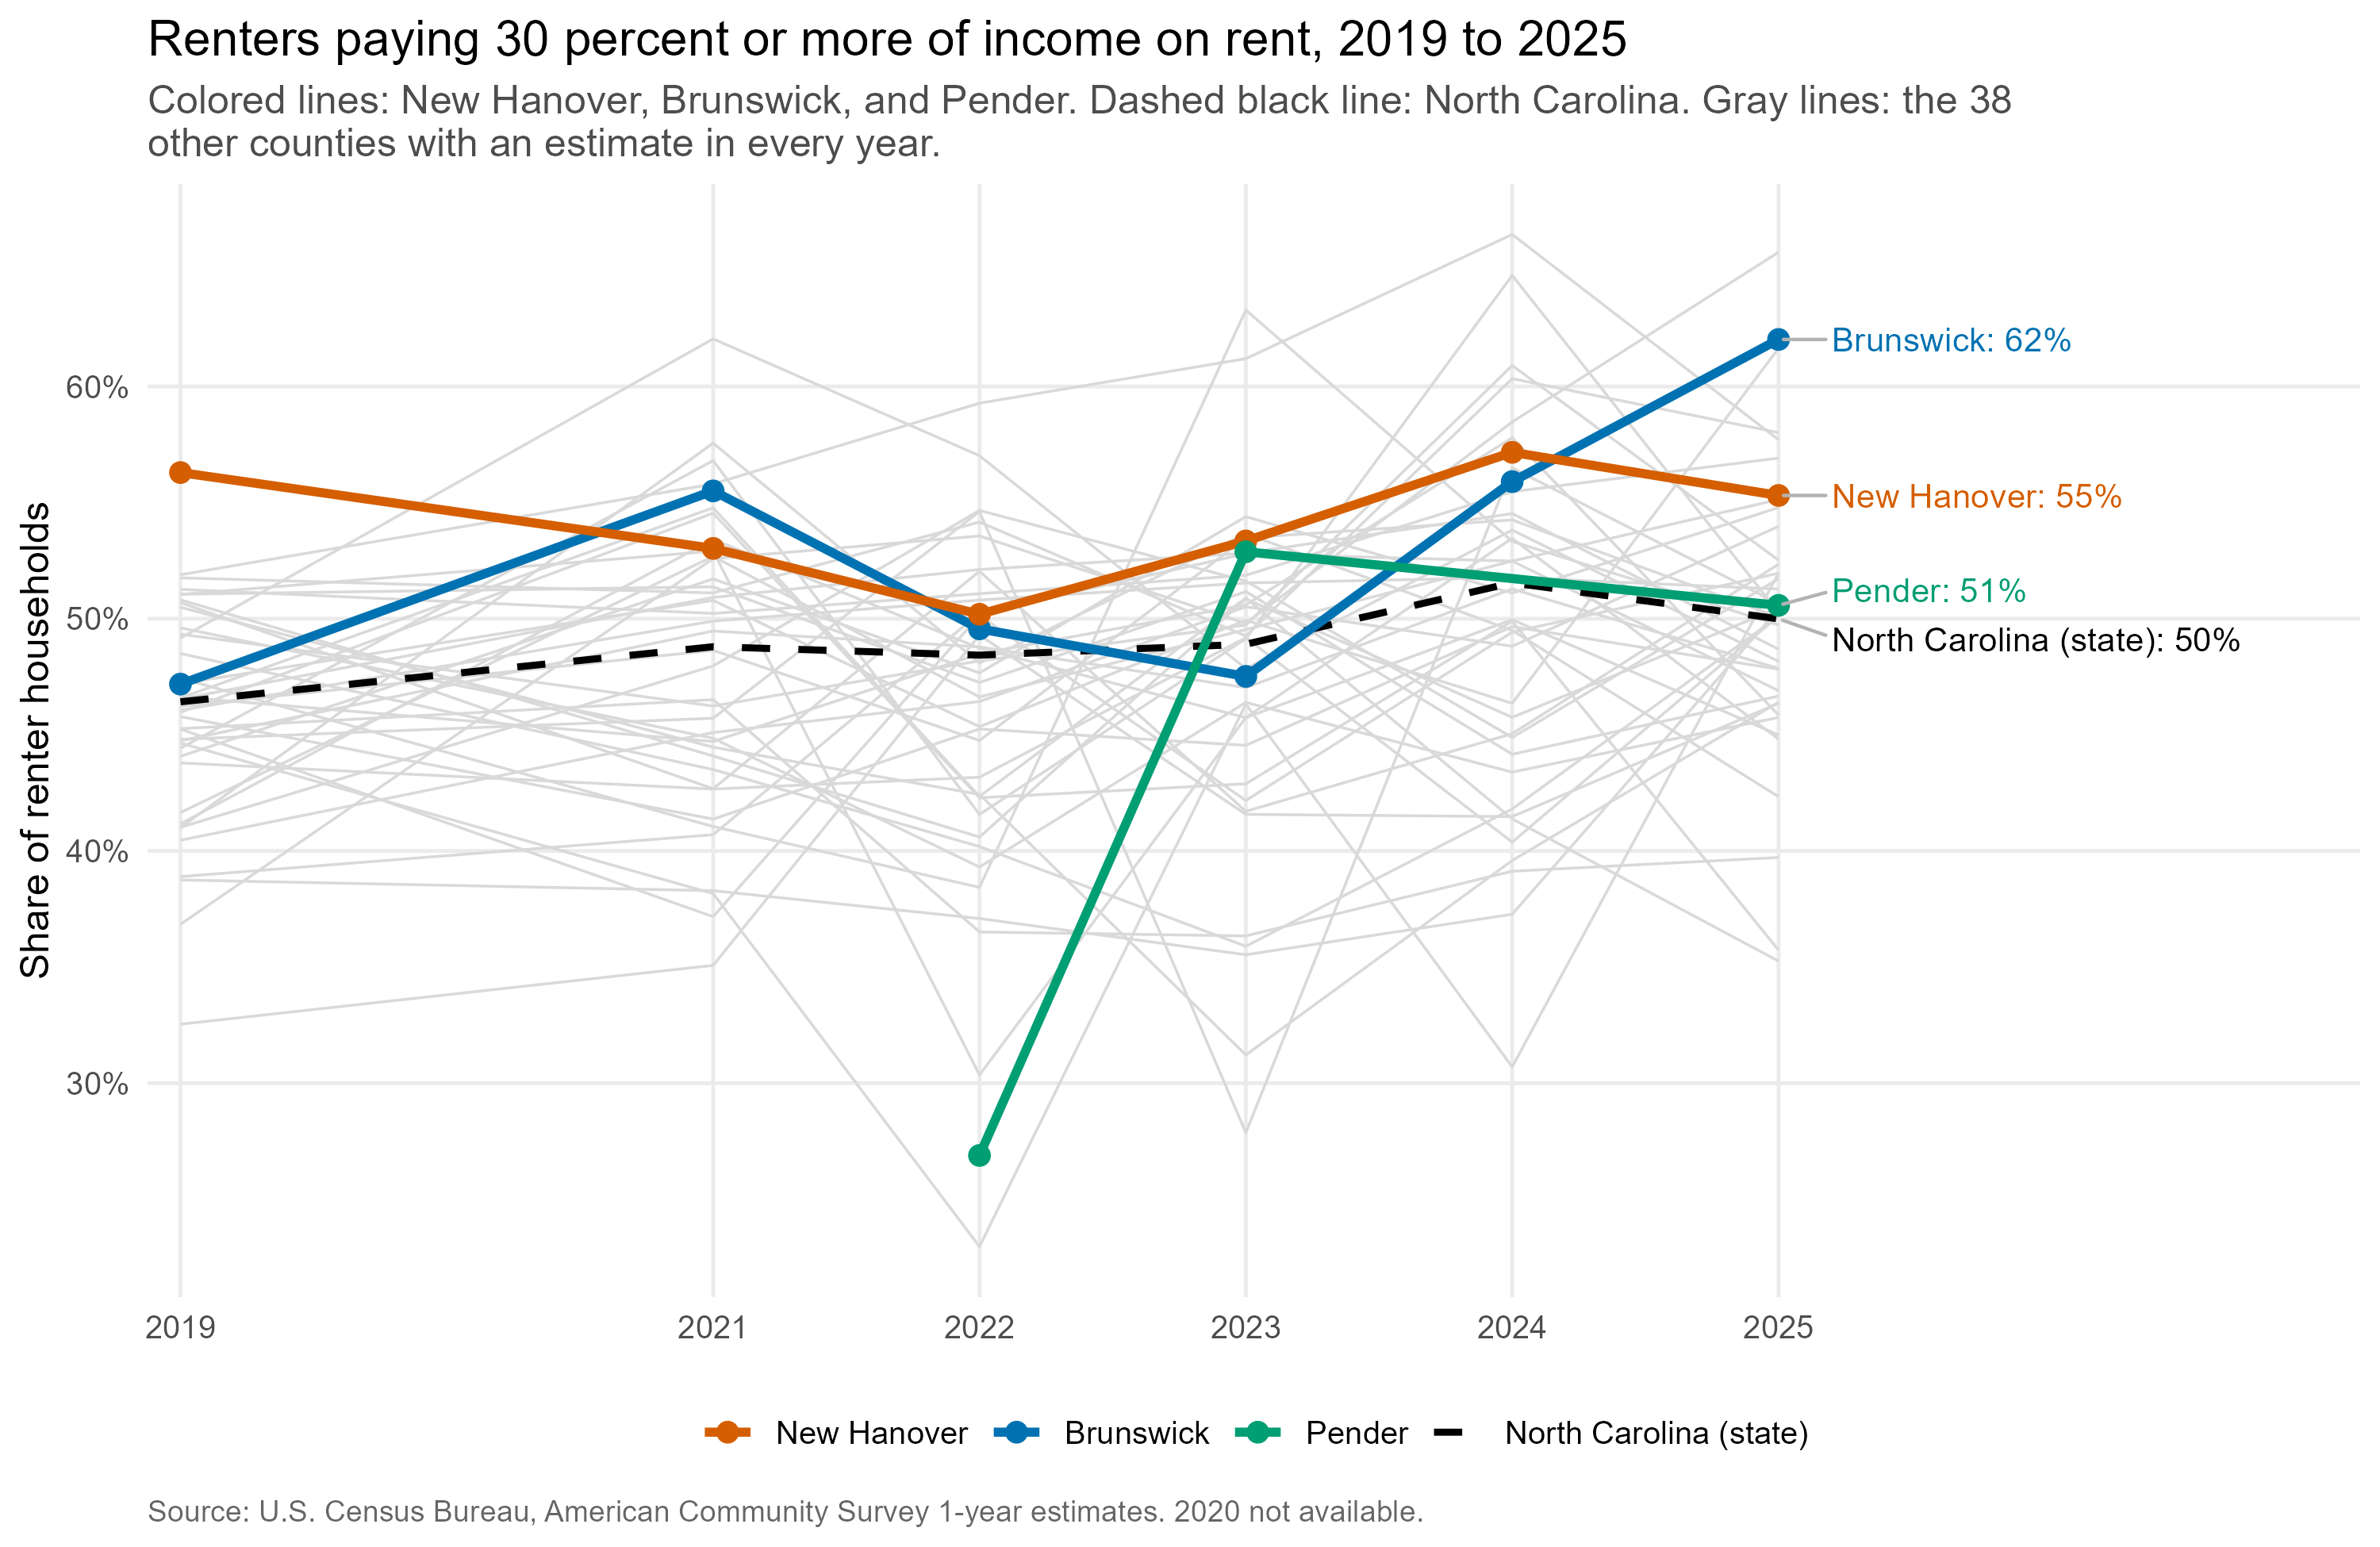 Renters paying 30 percent or more of income on rent, 2019 to 2025
Colored lines: New Hanover, Brunswick, and Pender. Dashed black line: North Carolina. Gray lines: the 38
other counties with an estimate in every year.
Share of renter households
60%
50%
40%
30%
Brunswick: 62%
New Hanover: 55%
Pender: 51%
North Carolina (state): 50%
2019 2021 2022 2023 2024 2025
New Hanover Brunswick Pender North Carolina (state)
Source: U.S. Census Bureau, American Community Survey 1-year estimates. 2020 not available.